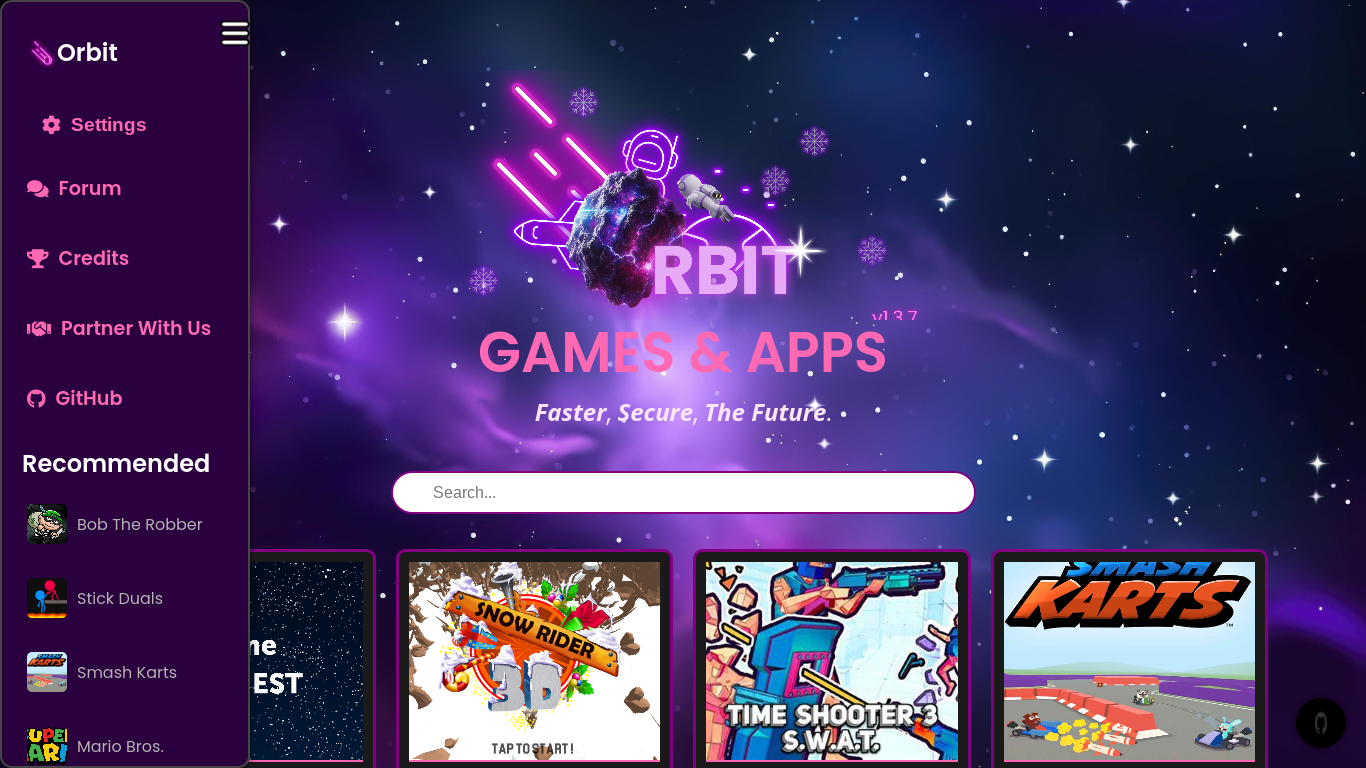 Orbit
Settings
Forum
Credits
Partner With Us
GitHub
Recommended
Bob The Robber
Stick Duals
Smash Karts
Mario Bros.
RBIT
v1.3.7
GAMES & APPS
Faster, Secure, The Future.
Search...
EST
SNOW RIDER
3D
TAP TO START!
TIME SHOOTER 3
S.W.A.T.
SMASH
KARTS